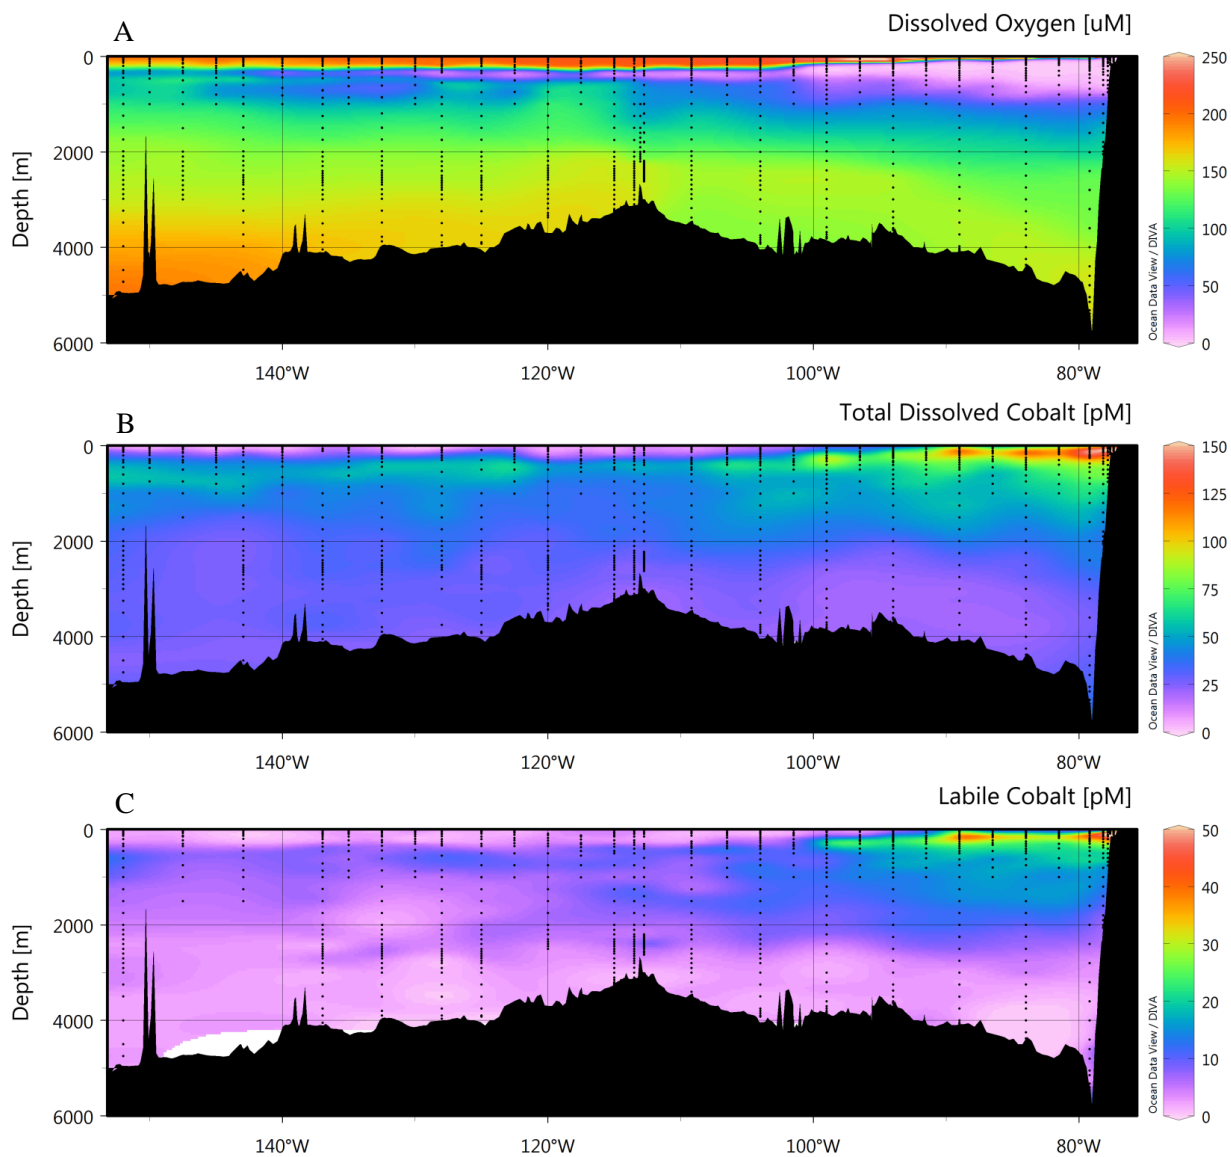 A
Dissolved Oxygen [uM]
0
2000
4000
6000
Depth [m]
140°W
120°W
100°W
80°W
250
200
150
100
50
0
Ocean Data View / DIVA
B
Total Dissolved Cobalt [pM]
0
2000
4000
6000
Depth [m]
140°W
120°W
100°W
80°W
150
125
100
75
50
25
0
Ocean Data View / DIVA
C
Labile Cobalt [pM]
0
2000
4000
6000
Depth [m]
140°W
120°W
100°W
80°W
50
40
30
20
10
0
Ocean Data View / DIVA